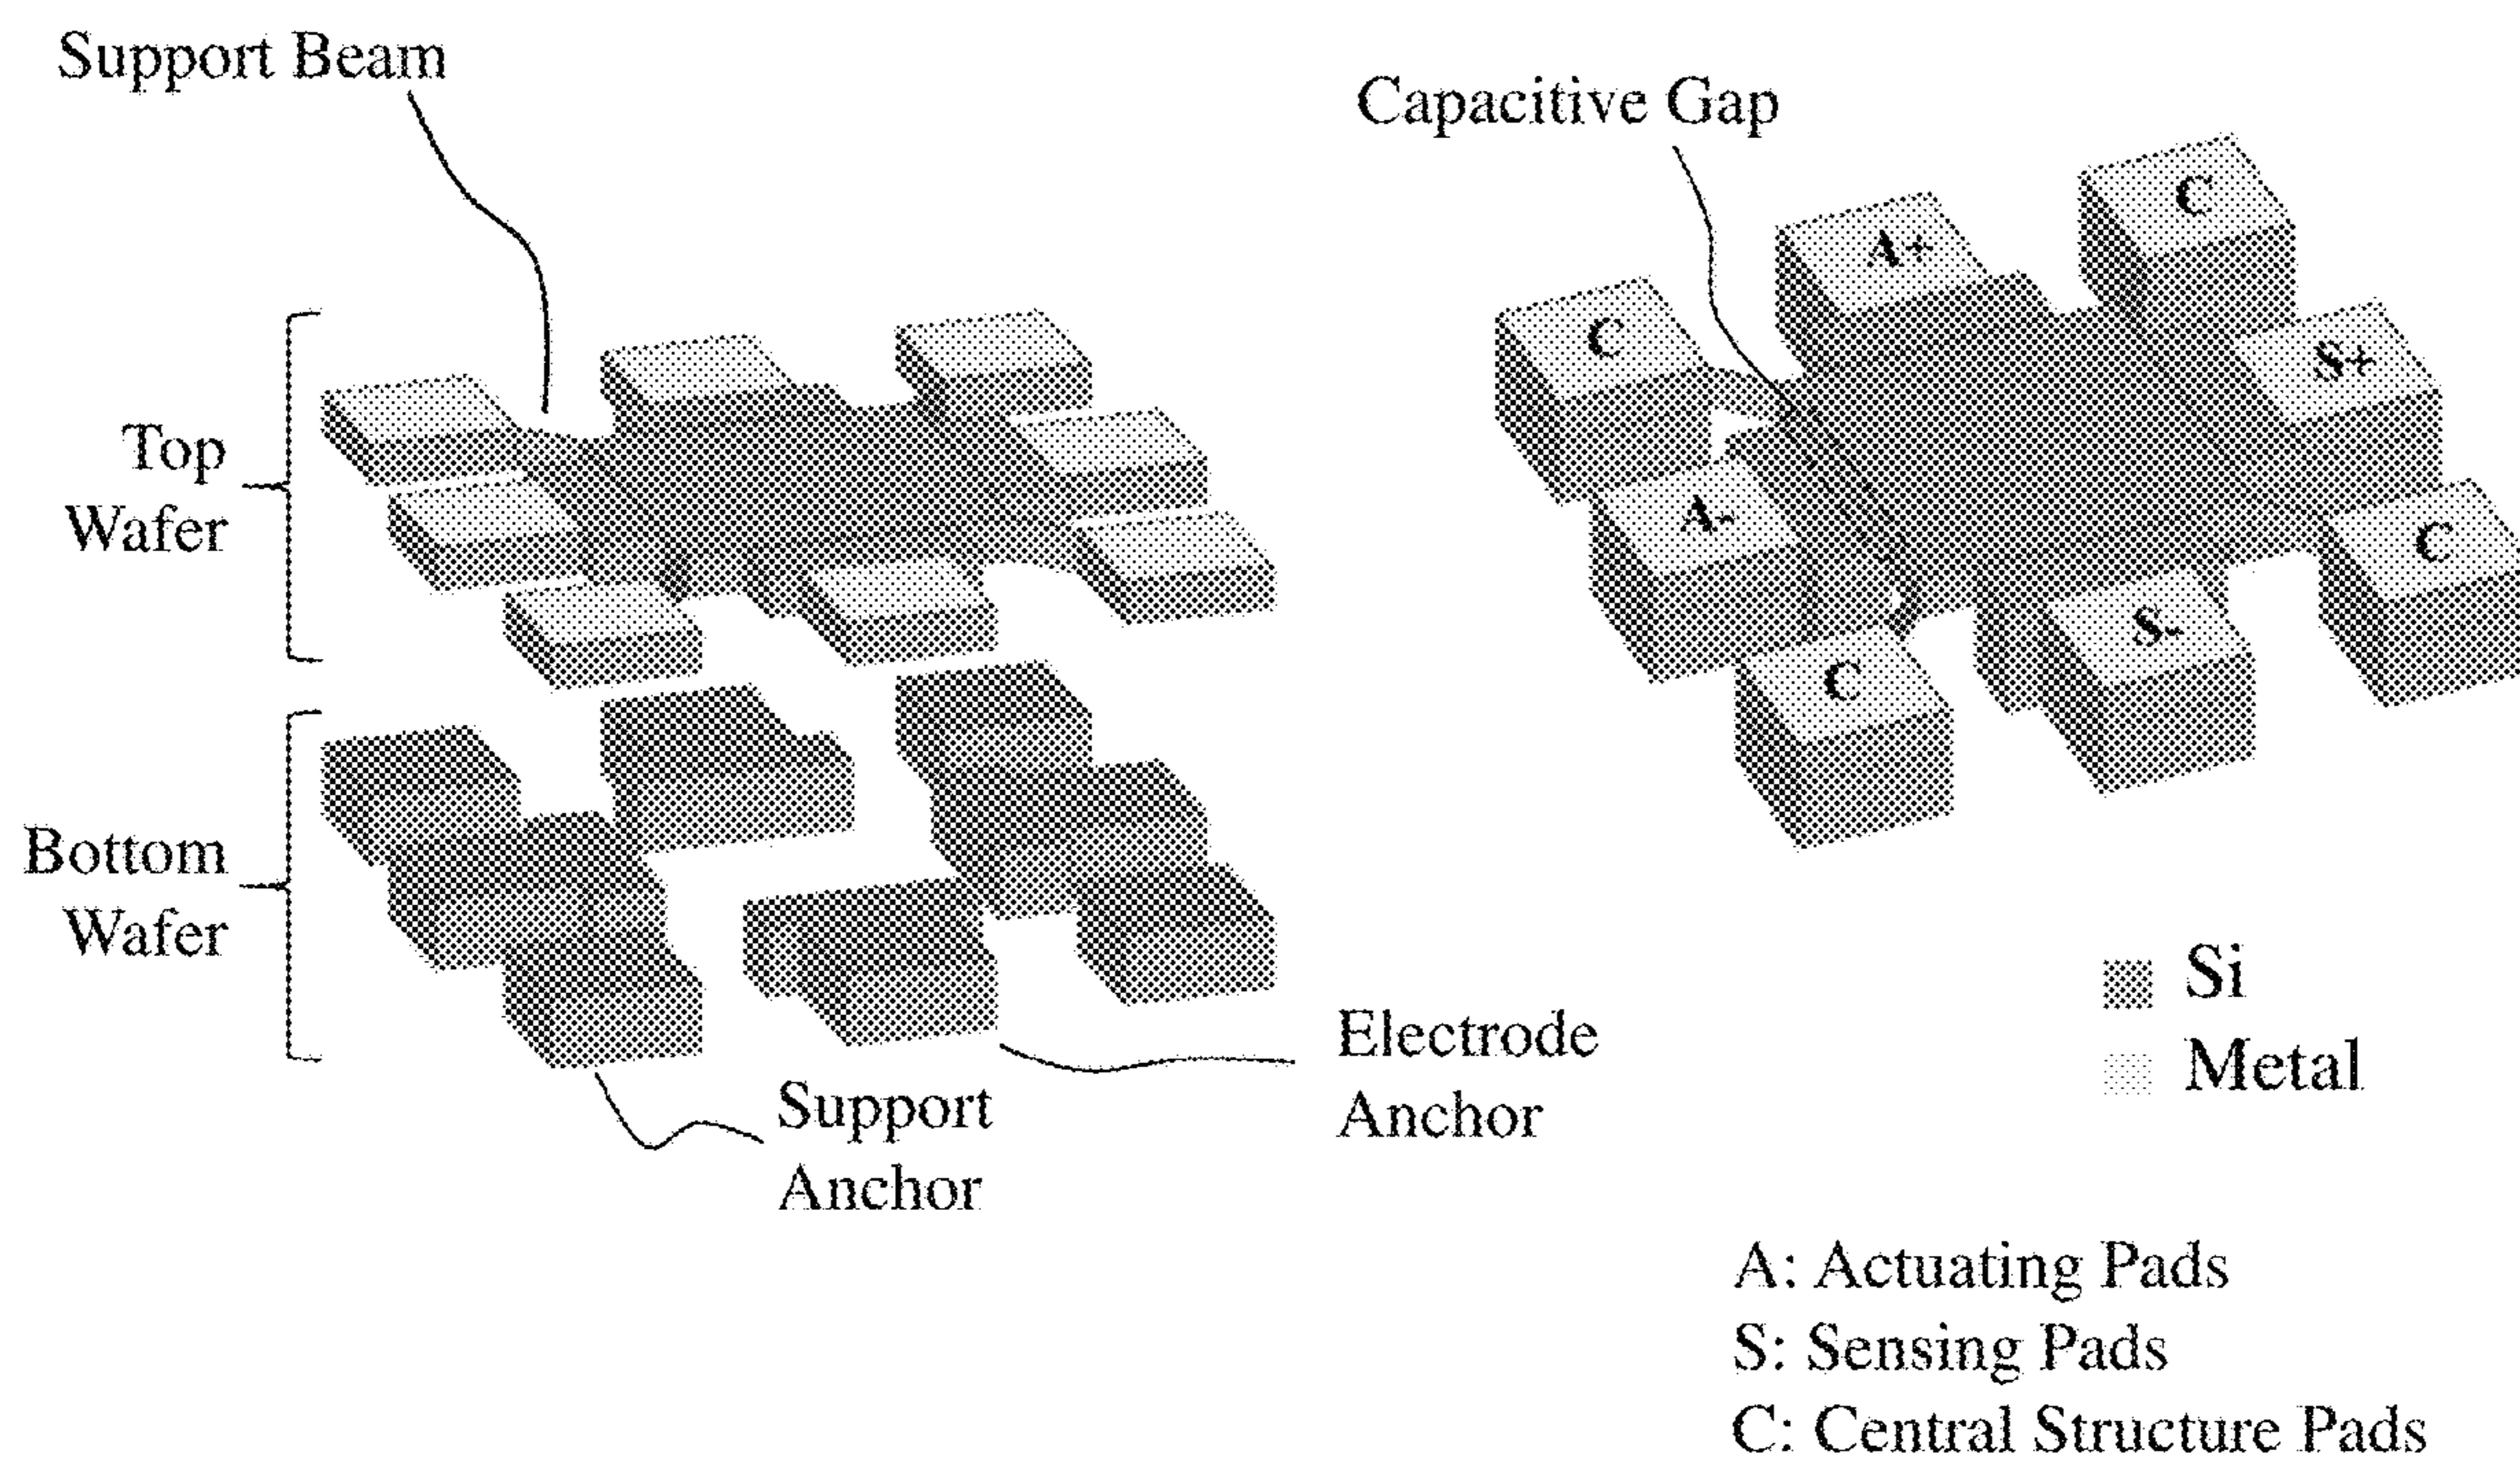 Support Beam
Capacitive Gap
C
A+
C
S+
Top
Wafer
A-
C
S-
C
Bottom
Wafer
Si
Electrode
Anchor
Metal
Support
Anchor
A: Actuating Pads
S: Sensing Pads
C: Central Structure Pads